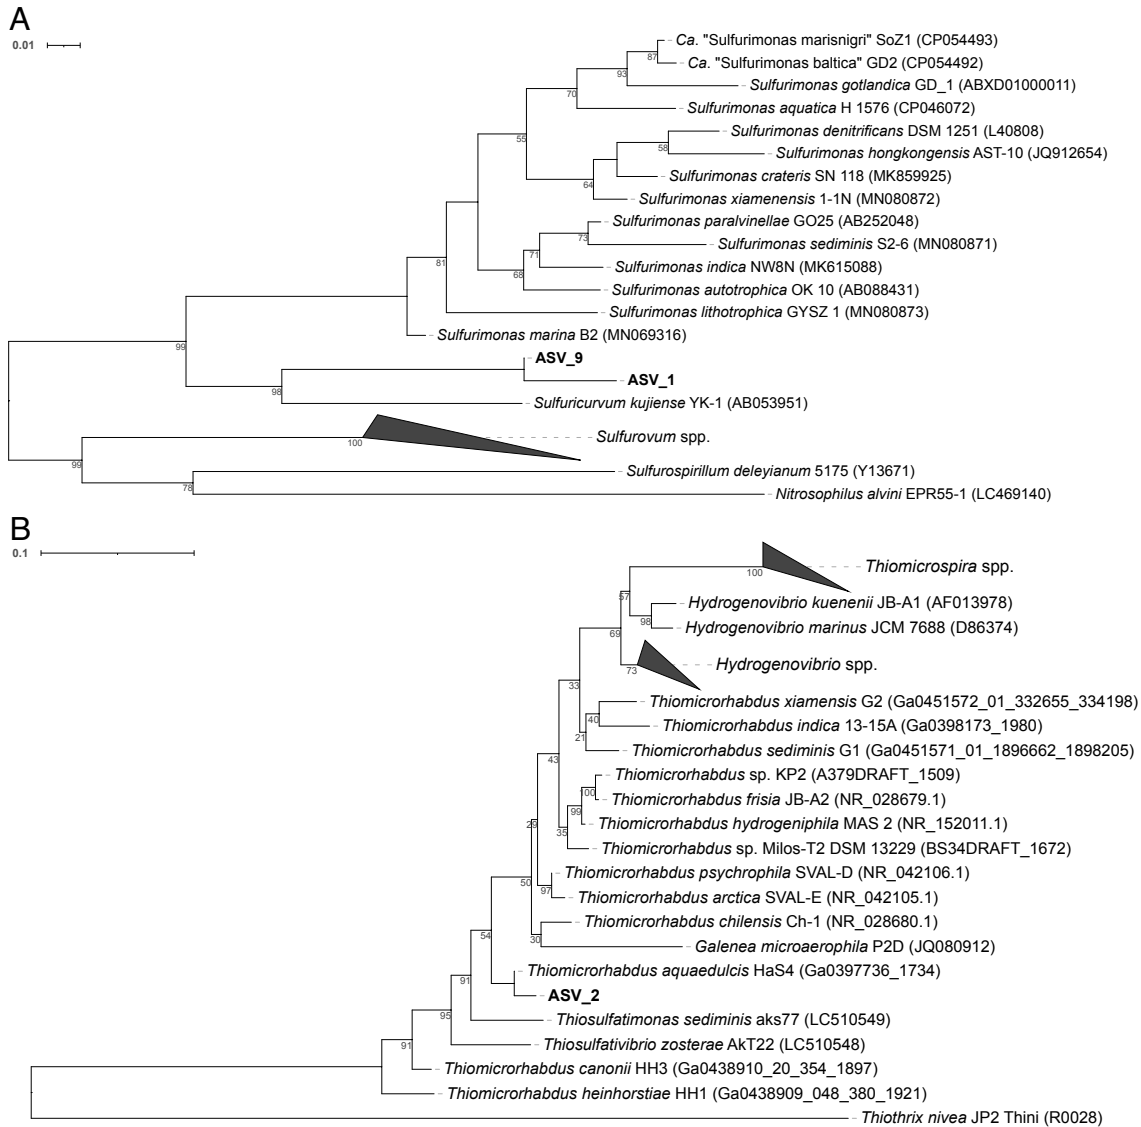 A
0.01
Ca. "Sulfurimonas marisnigri" SoZ1 (CP054493)
87
Ca. "Sulfurimonas baltica" GD2 (CP054492)
93
Sulfurimonas gotlandica GD_1 (ABXD01000011)
70
Sulfurimonas aquatica H 1576 (CP046072)
Sulfurimonas denitrificans DSM 1251 (L40808)
55
58
Sulfurimonas hongkongensis AST-10 (JQ912654)
Sulfurimonas crateris SN 118 (MK859925)
64
Sulfurimonas xiamenensis 1-1N (MN080872)
Sulfurimonas paralvinellae GO25 (AB252048)
73
Sulfurimonas sediminis S2-6 (MN080871)
71
81
Sulfurimonas indica NW8N (MK615088)
68
Sulfurimonas autotrophica OK 10 (AB088431)
Sulfurimonas lithotrophica GYSZ 1 (MN080873)
Sulfurimonas marina B2 (MN069316)
99
ASV_9
ASV_1
98
Sulfuricurvum kujiense YK-1 (AB053951)
Sulfurovum spp.
100
99
Sulfurospirillum deleyianum 5175 (Y13671)
78
Nitrosophilus alvini EPR55-1 (LC469140)
B
0.1
Thiomicrospira spp.
100
57
Hydrogenovibrio kuenenii JB-A1 (AF013978)
98
Hydrogenovibrio marinus JCM 7688 (D86374)
69
Hydrogenovibrio spp.
73
33
Thiomicrorhabdus xiamensis G2 (Ga0451572_01_332655_334198)
40
Thiomicrorhabdus indica 13-15A (Ga0398173_1980)
21
Thiomicrorhabdus sediminis G1 (Ga0451571_01_1896662_1898205)
43
Thiomicrorhabdus sp. KP2 (A379DRAFT_1509)
100
Thiomicrorhabdus frisia JB-A2 (NR_028679.1)
99
Thiomicrorhabdus hydrogeniphila MAS 2 (NR_152011.1)
29
35
Thiomicrorhabdus sp. Milos-T2 DSM 13229 (BS34DRAFT_1672)
Thiomicrorhabdus psychrophila SVAL-D (NR_042106.1)
50
97
Thiomicrorhabdus arctica SVAL-E (NR_042105.1)
Thiomicrorhabdus chilensis Ch-1 (NR_028680.1)
54
30
Galenea microaerophila P2D (JQ080912)
Thiomicrorhabdus aquaedulcis HaS4 (Ga0397736_1734)
91
ASV_2
95
Thiosulfatimonas sediminis aks77 (LC510549)
91
Thiosulfativibrio zosterae AkT22 (LC510548)
Thiomicrorhabdus canonii HH3 (Ga0438910_20_354_1897)
Thiomicrorhabdus heinhorstiae HH1 (Ga0438909_048_380_1921)
Thiothrix nivea JP2 Thini (R0028)